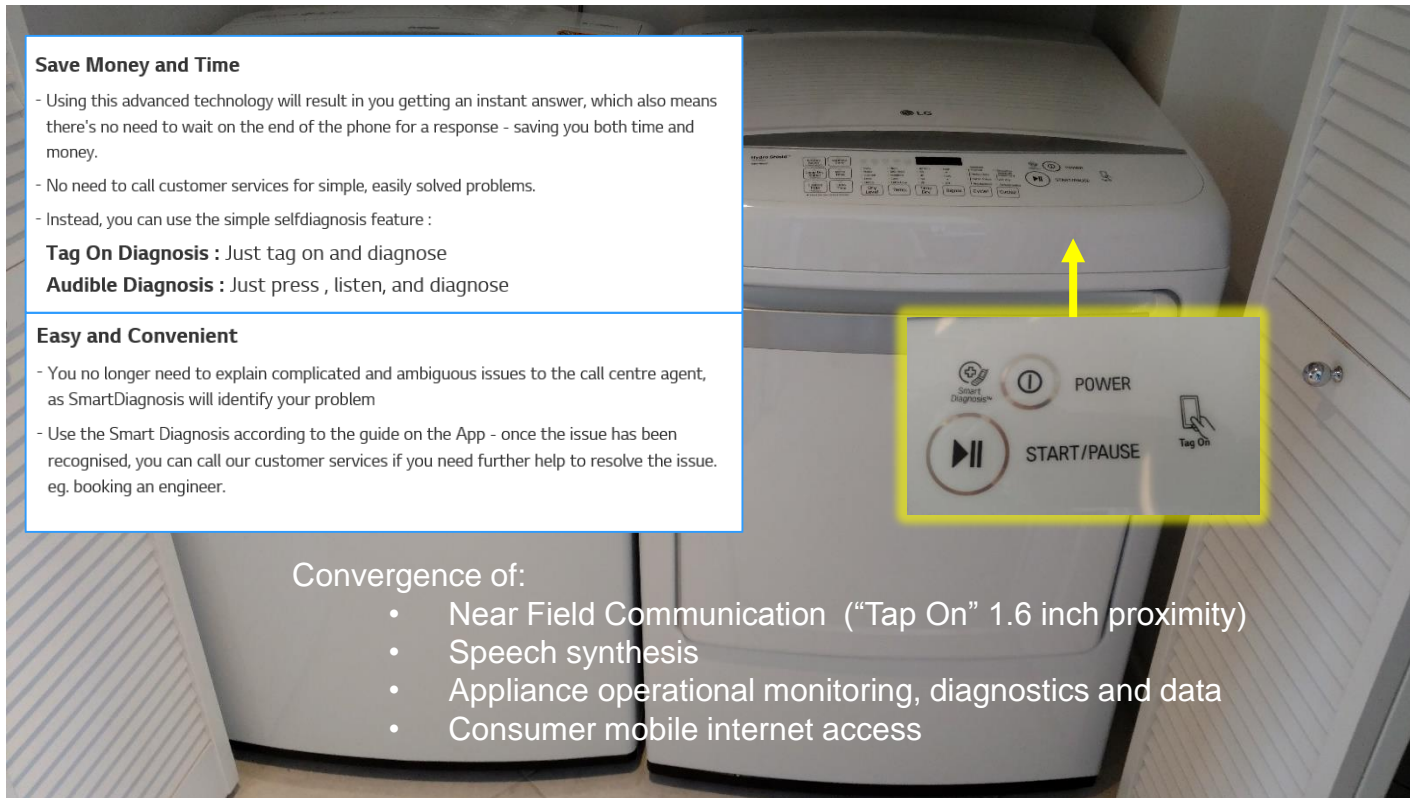 Save Money and Time
- Using this advanced technology will result in you getting an instant answer, which also means
there's no need to wait on the end of the phone for a response - saving you both time and
money.
- No need to call customer services for simple, easily solved problems.
- Instead, you can use the simple selfdiagnosis feature :
Tag On Diagnosis : Just tag on and diagnose
Audible Diagnosis : Just press , listen, and diagnose
Easy and Convenient
- You no longer need to explain complicated and ambiguous issues to the call centre agent,
as SmartDiagnosis will identify your problem
- Use the Smart Diagnosis according to the guide on the App - once the issue has been
recognised, you can call our customer services if you need further help to resolve the issue.
eg. booking an engineer.
LG
POWER
START/PAUSE
Smart
Diagnosis™
POWER
START/PAUSE
Tag On
Convergence of:
• Near Field Communication (“Tap On” 1.6 inch proximity)
• Speech synthesis
• Appliance operational monitoring, diagnostics and data
• Consumer mobile internet access